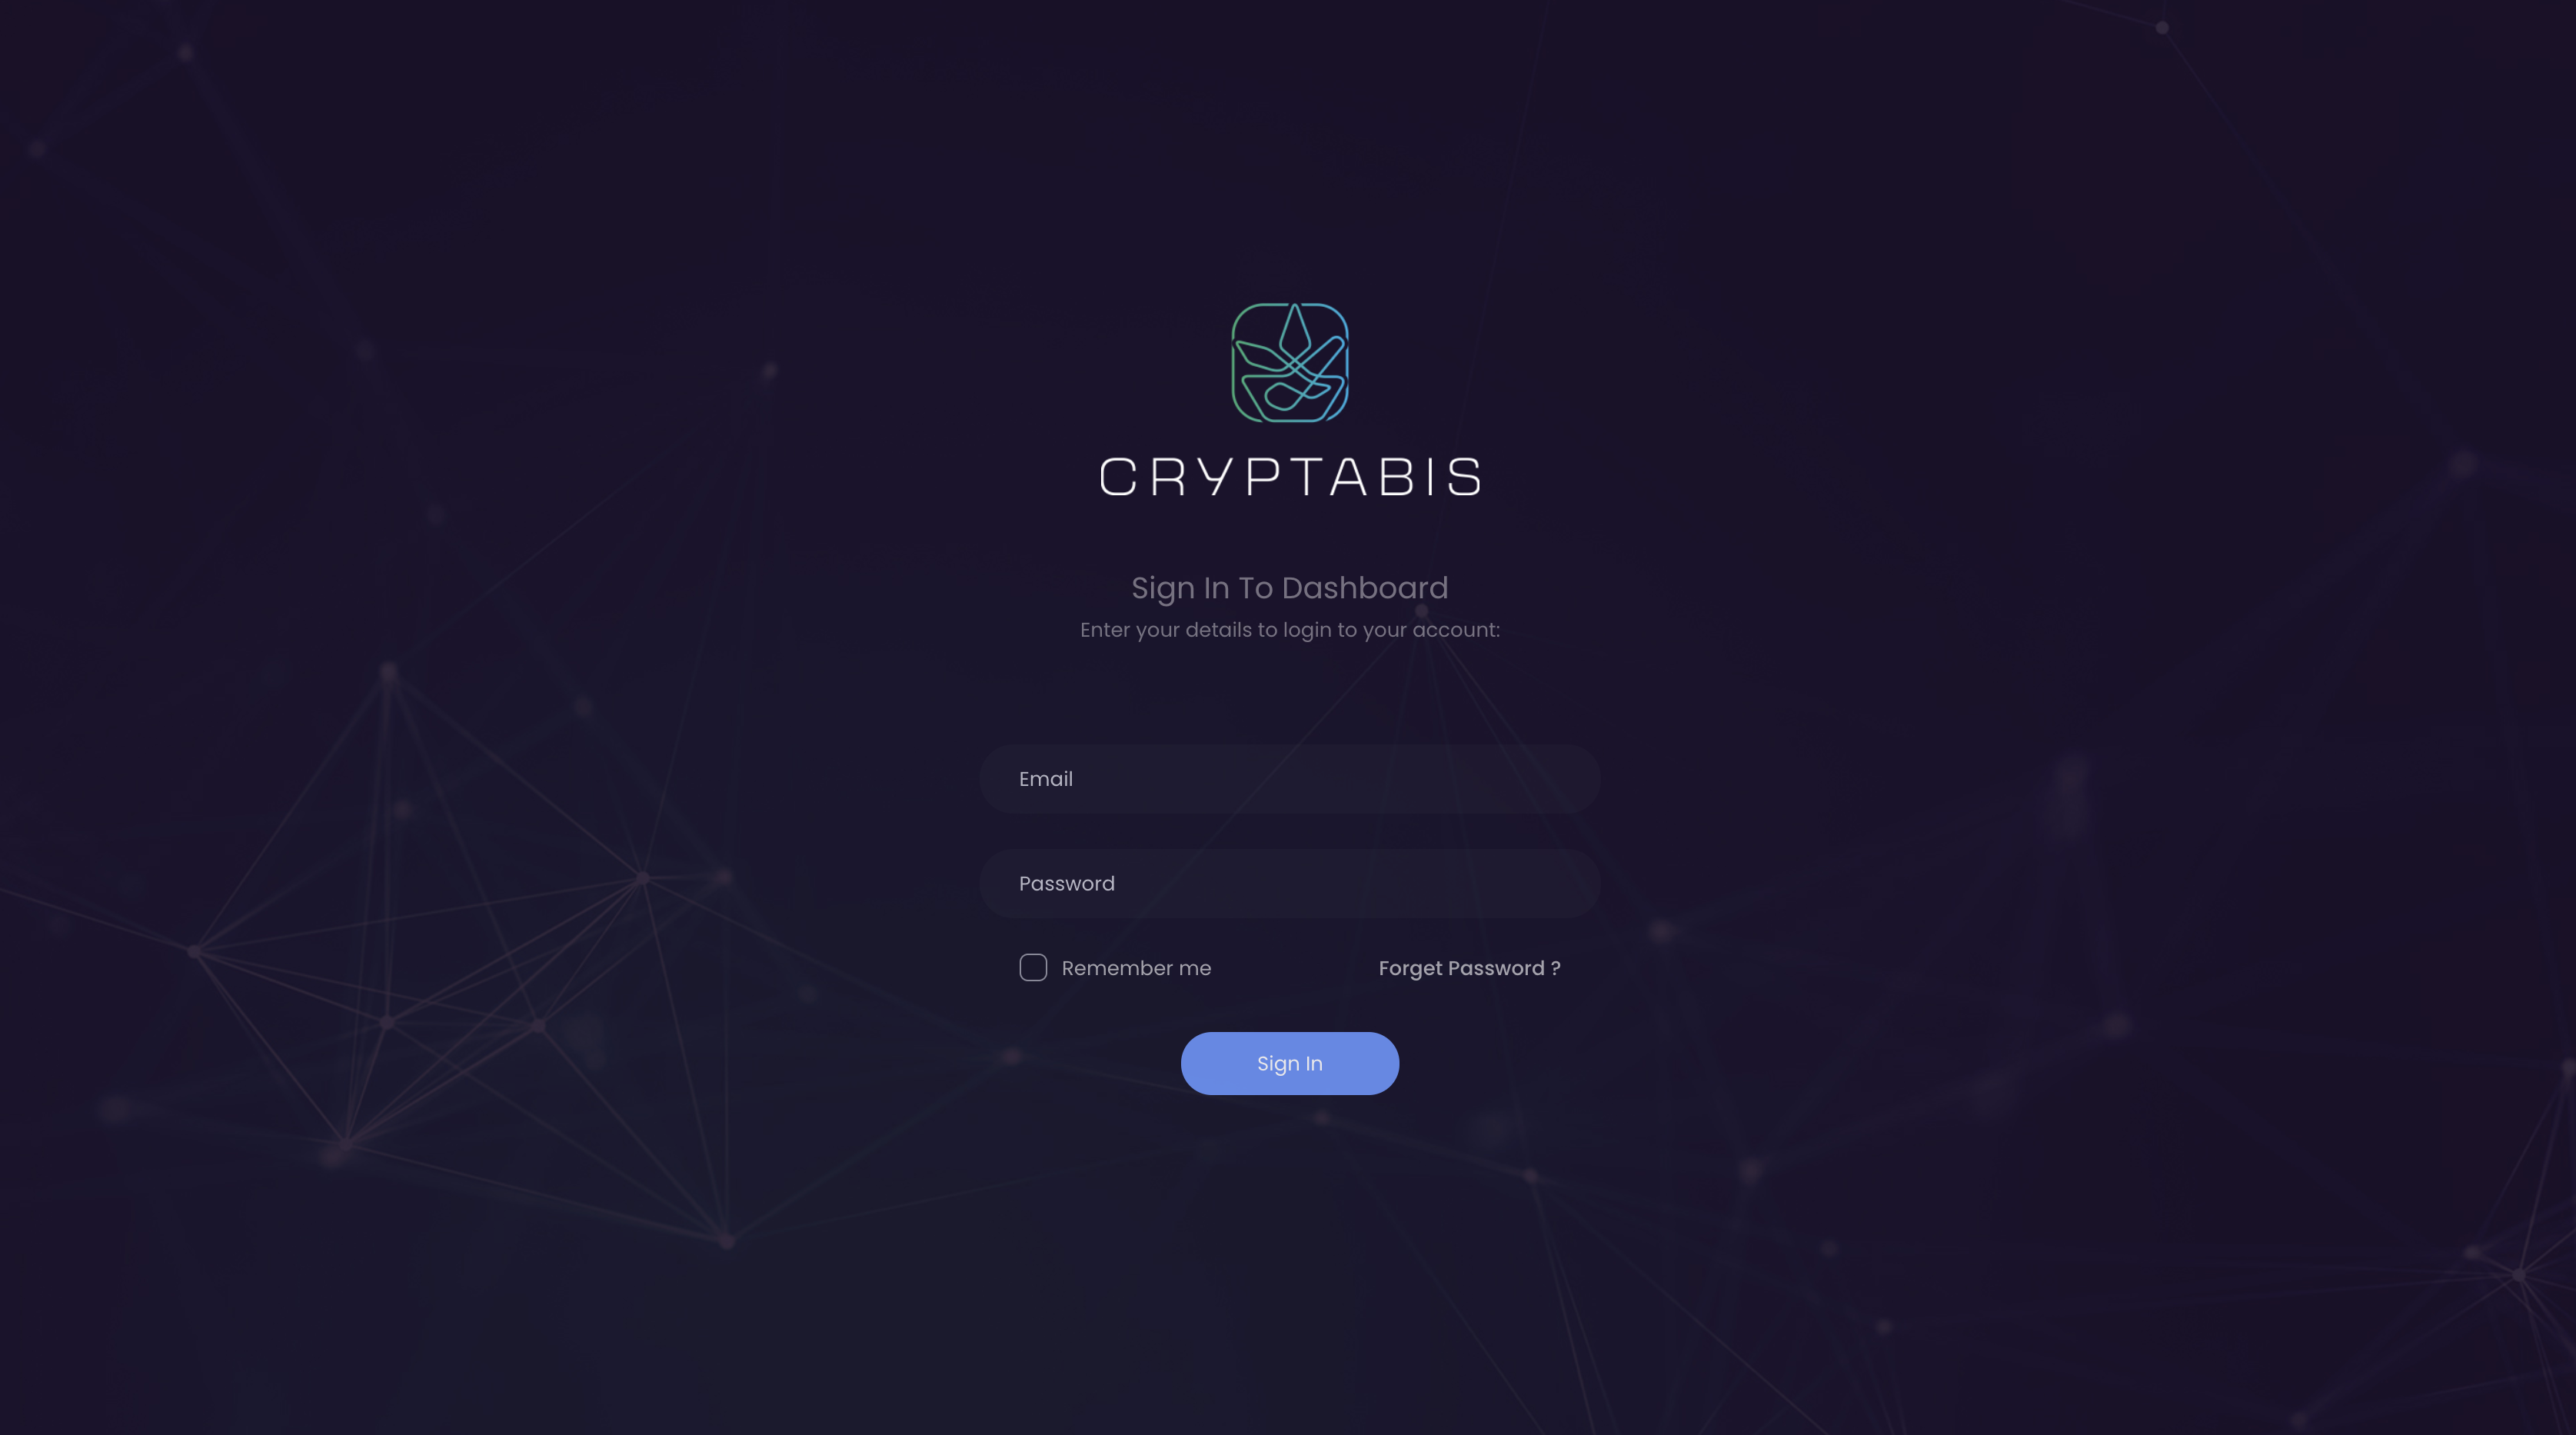 CRYPTABIS
Sign In To Dashboard
Enter your details to login to your account:
Email
Password
Remember me
Forget Password ?
Sign In